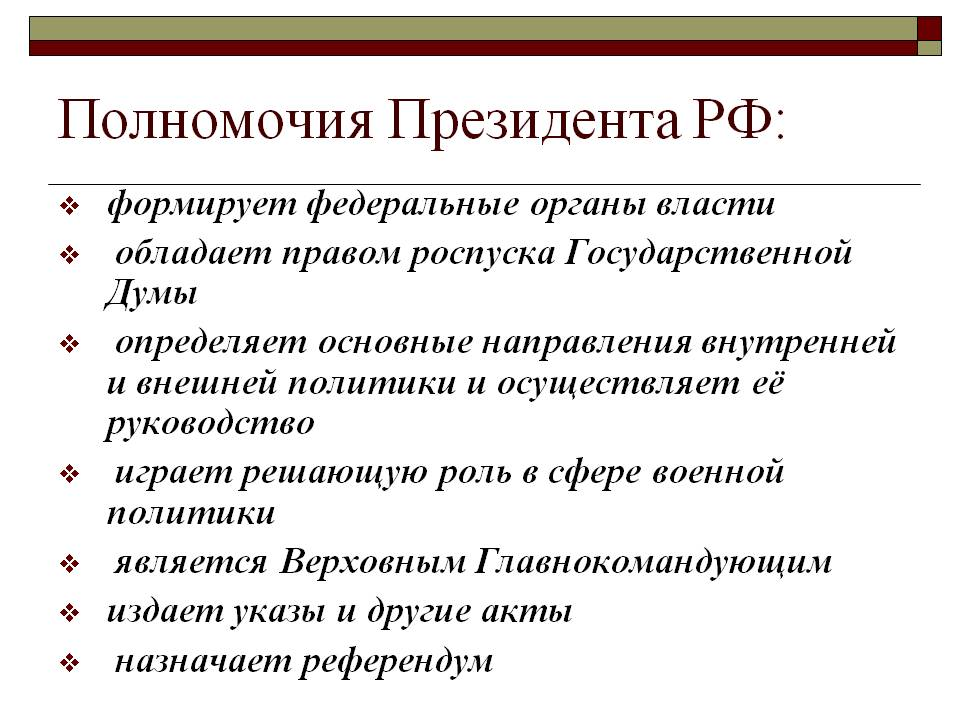 Полномочия Президента РФ:
формирует федеральные органы власти
обладает правом роспуска Государственной
Думы
определяет основные направления внутренней
и внешней политики и осуществляет её
руководство
играет решающую роль в сфере военной
политики
является Верховным Главнокомандующим
издает указы и другие акты
назначает референдум